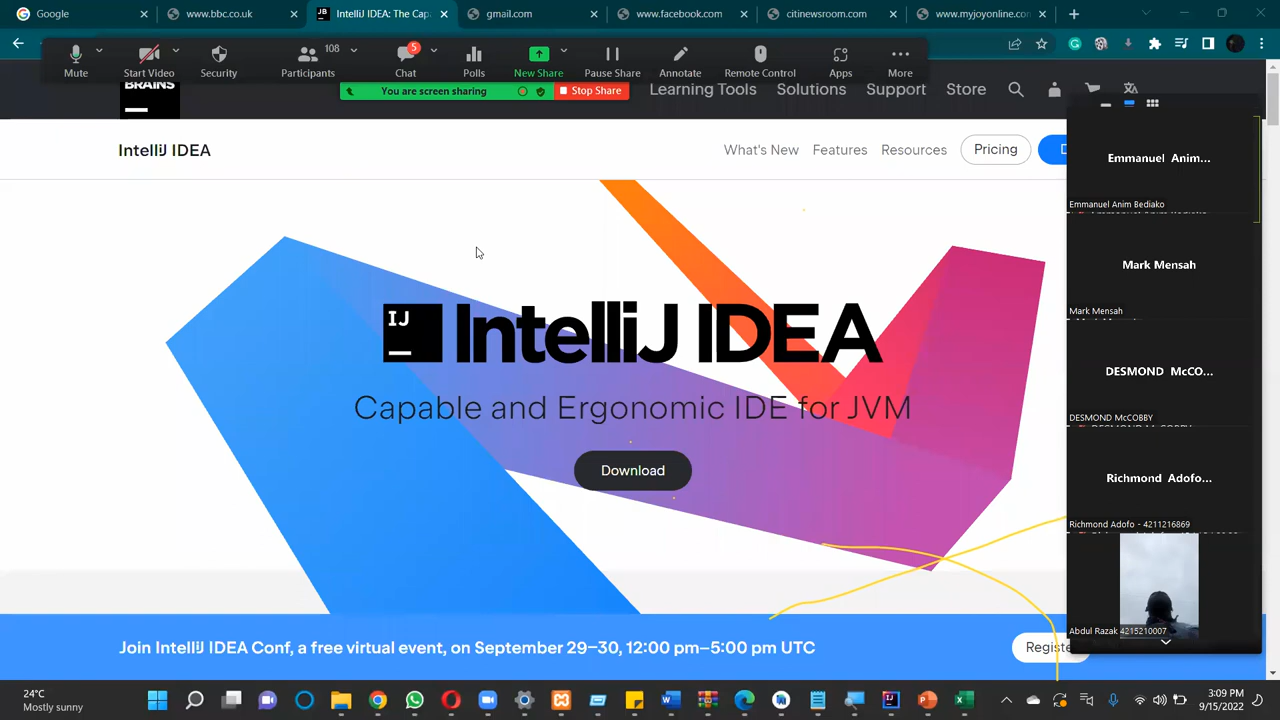 Google
www.bbc.co.uk
IntelliJ IDEA: The Cap
gmail.com
www.facebook.com
citinewsroom.com
www.myjoyonline.co
Mute
Start Video
Security
Participants
108
Chat
5
Polls
New Share
Pause Share
Annotate
Remote Control
Apps
More
You are screen sharing
Stop Share
BRAINS
Learning Tools
Solutions
Support
Store
IntelliJ IDEA
What's New
Features
Resources
Pricing
D
IJ
IntelliJ IDEA
Capable and Ergonomic IDE for JVM
Download
Join IntelliJ IDEA Conf, a free virtual event, on September 29–30, 12:00 pm–5:00 pm UTC
Registe
Emmanuel Anim...
Emmanuel Anim Bediako
Mark Mensah
Mark Mensah
DESMOND McCO...
DESMOND McCOBBY
Richmond Adofo...
Richmond Adofo - 4211216869
Abdul Razak 4215210007
24°C
Mostly sunny
3:09 PM
9/15/2022